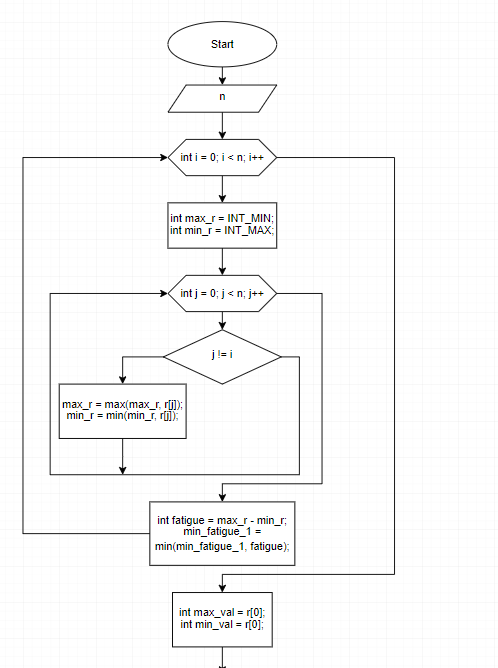 Start
n
int i = 0; i < n; i++
int max_r = INT_MIN;
int min_r = INT_MAX;
int j = 0; j < n; j++
j != i
max_r = max(max_r, r[j]);
min_r = min(min_r, r[j]);
int fatigue = max_r - min_r;
min_fatigue_1 =
min(min_fatigue_1, fatigue);
int max_val = r[0];
int min_val = r[0];